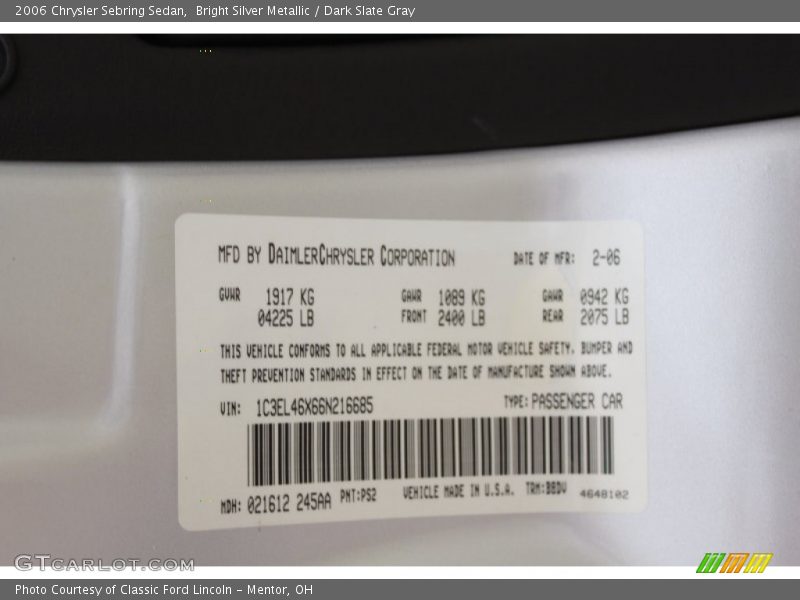 2006 Chrysler Sebring Sedan,  Bright Silver Metallic / Dark Slate Gray
MFD BY DAIMLERCHRYSLER CORPORATION DATE OF MFR: 2-06
GVWR 1917 KG GAWR 1089 KG GAWR 0942 KG
04225 LB FRONT 2400 LB REAR 2075 LB
THIS VEHICLE CONFORMS TO ALL APPLICABLE FEDERAL MOTOR VEHICLE SAFETY, BUMPER AND
THEFT PREVENTION STANDARDS IN EFFECT ON THE DATE OF MANUFACTURE SHOWN ABOVE.
VIN: 1C3EL46X66N216685 TYPE: PASSENGER CAR
MDH: 021612 245AA PNT:PS2 VEHICLE MADE IN U.S.A. TRM:BBDV 4648102
GTCARLOT.COM
Photo Courtesy of Classic Ford Lincoln - Mentor, OH